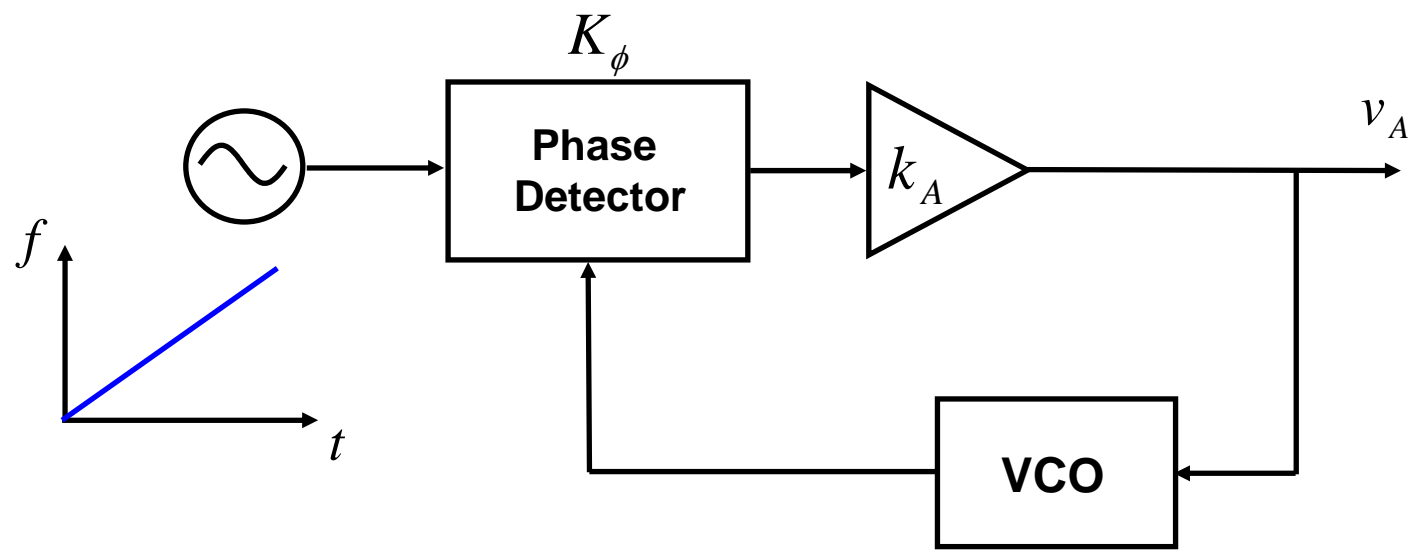 K_ϕ
Phase
Detector
k_A
v_A
f
t
VCO